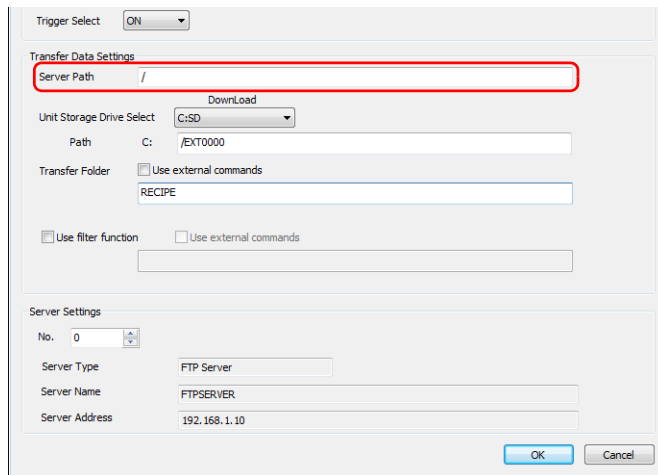 Trigger Select ON
Transfer Data Settings
Server Path /
DownLoad
Unit Storage Drive Select C:SD
Path C: /EXT0000
Transfer Folder Use external commands
RECIPE
Use filter function Use external commands
Server Settings
No. 0
Server Type FTP Server
Server Name FTPSERVER
Server Address 192.168.1.10
OK Cancel